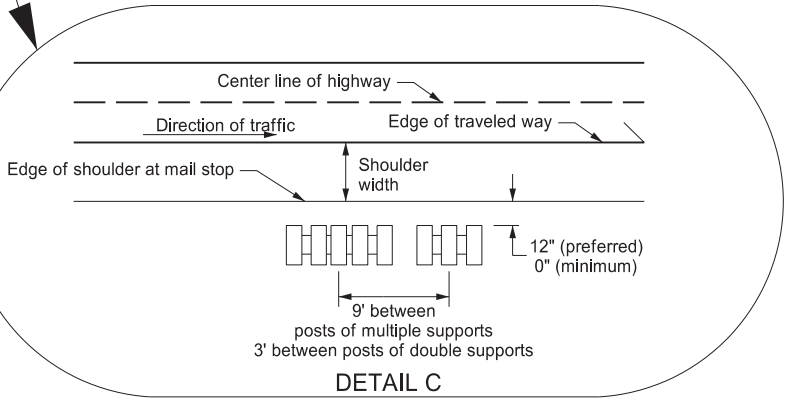 Center line of highway
Direction of traffic
Edge of traveled way
Edge of shoulder at mail stop
Shoulder
width
12" (preferred)
0" (minimum)
9' between
posts of multiple supports
3' between posts of double supports
DETAIL C